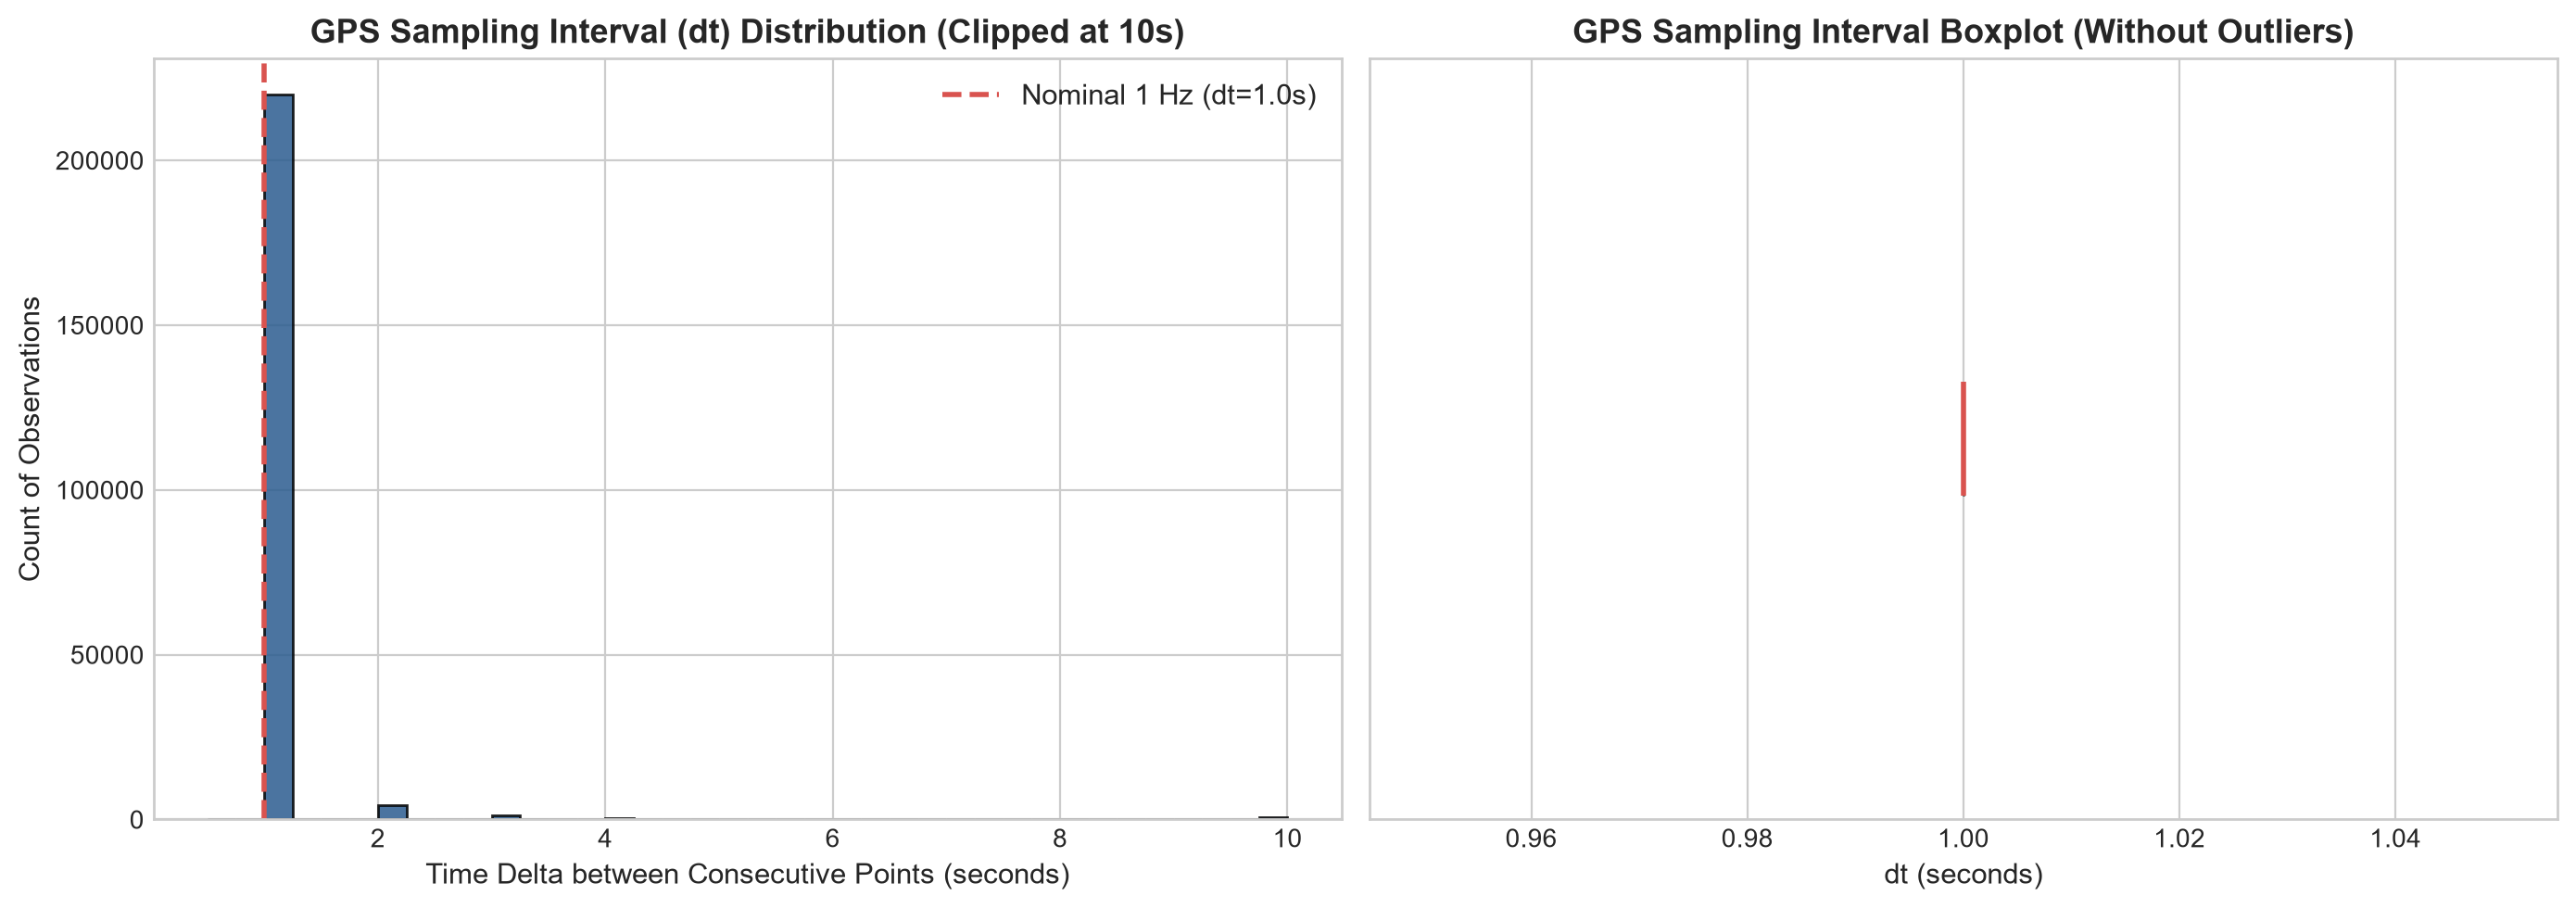 GPS Sampling Interval (dt) Distribution (Clipped at 10s)
Nominal 1 Hz (dt=1.0s)
Count of Observations
200000
150000
100000
50000
0
2 4 6 8 10
Time Delta between Consecutive Points (seconds)
GPS Sampling Interval Boxplot (Without Outliers)
0.96 0.98 1.00 1.02 1.04
dt (seconds)